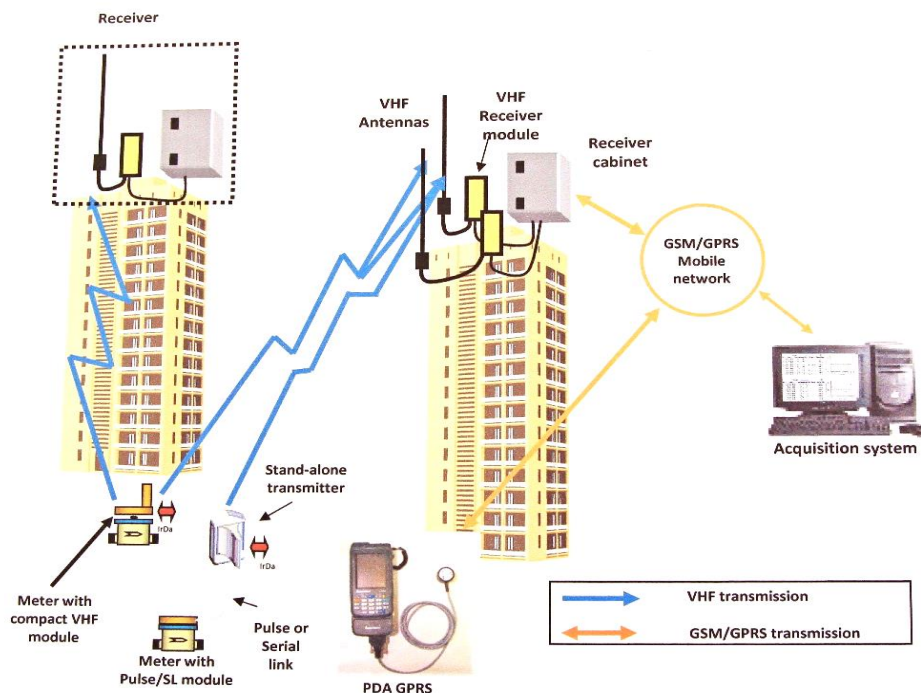 Receiver
VHF
Antennas
VHF
Receiver
module
Receiver
cabinet
GSM/GPRS
Mobile
network
Acquisition system
Stand-alone
transmitter
IrDa
IrDa
Meter with
compact VHF
module
Pulse or
Serial
link
Meter with
Pulse/SL module
PDA GPRS
VHF transmission
GSM/GPRS transmission